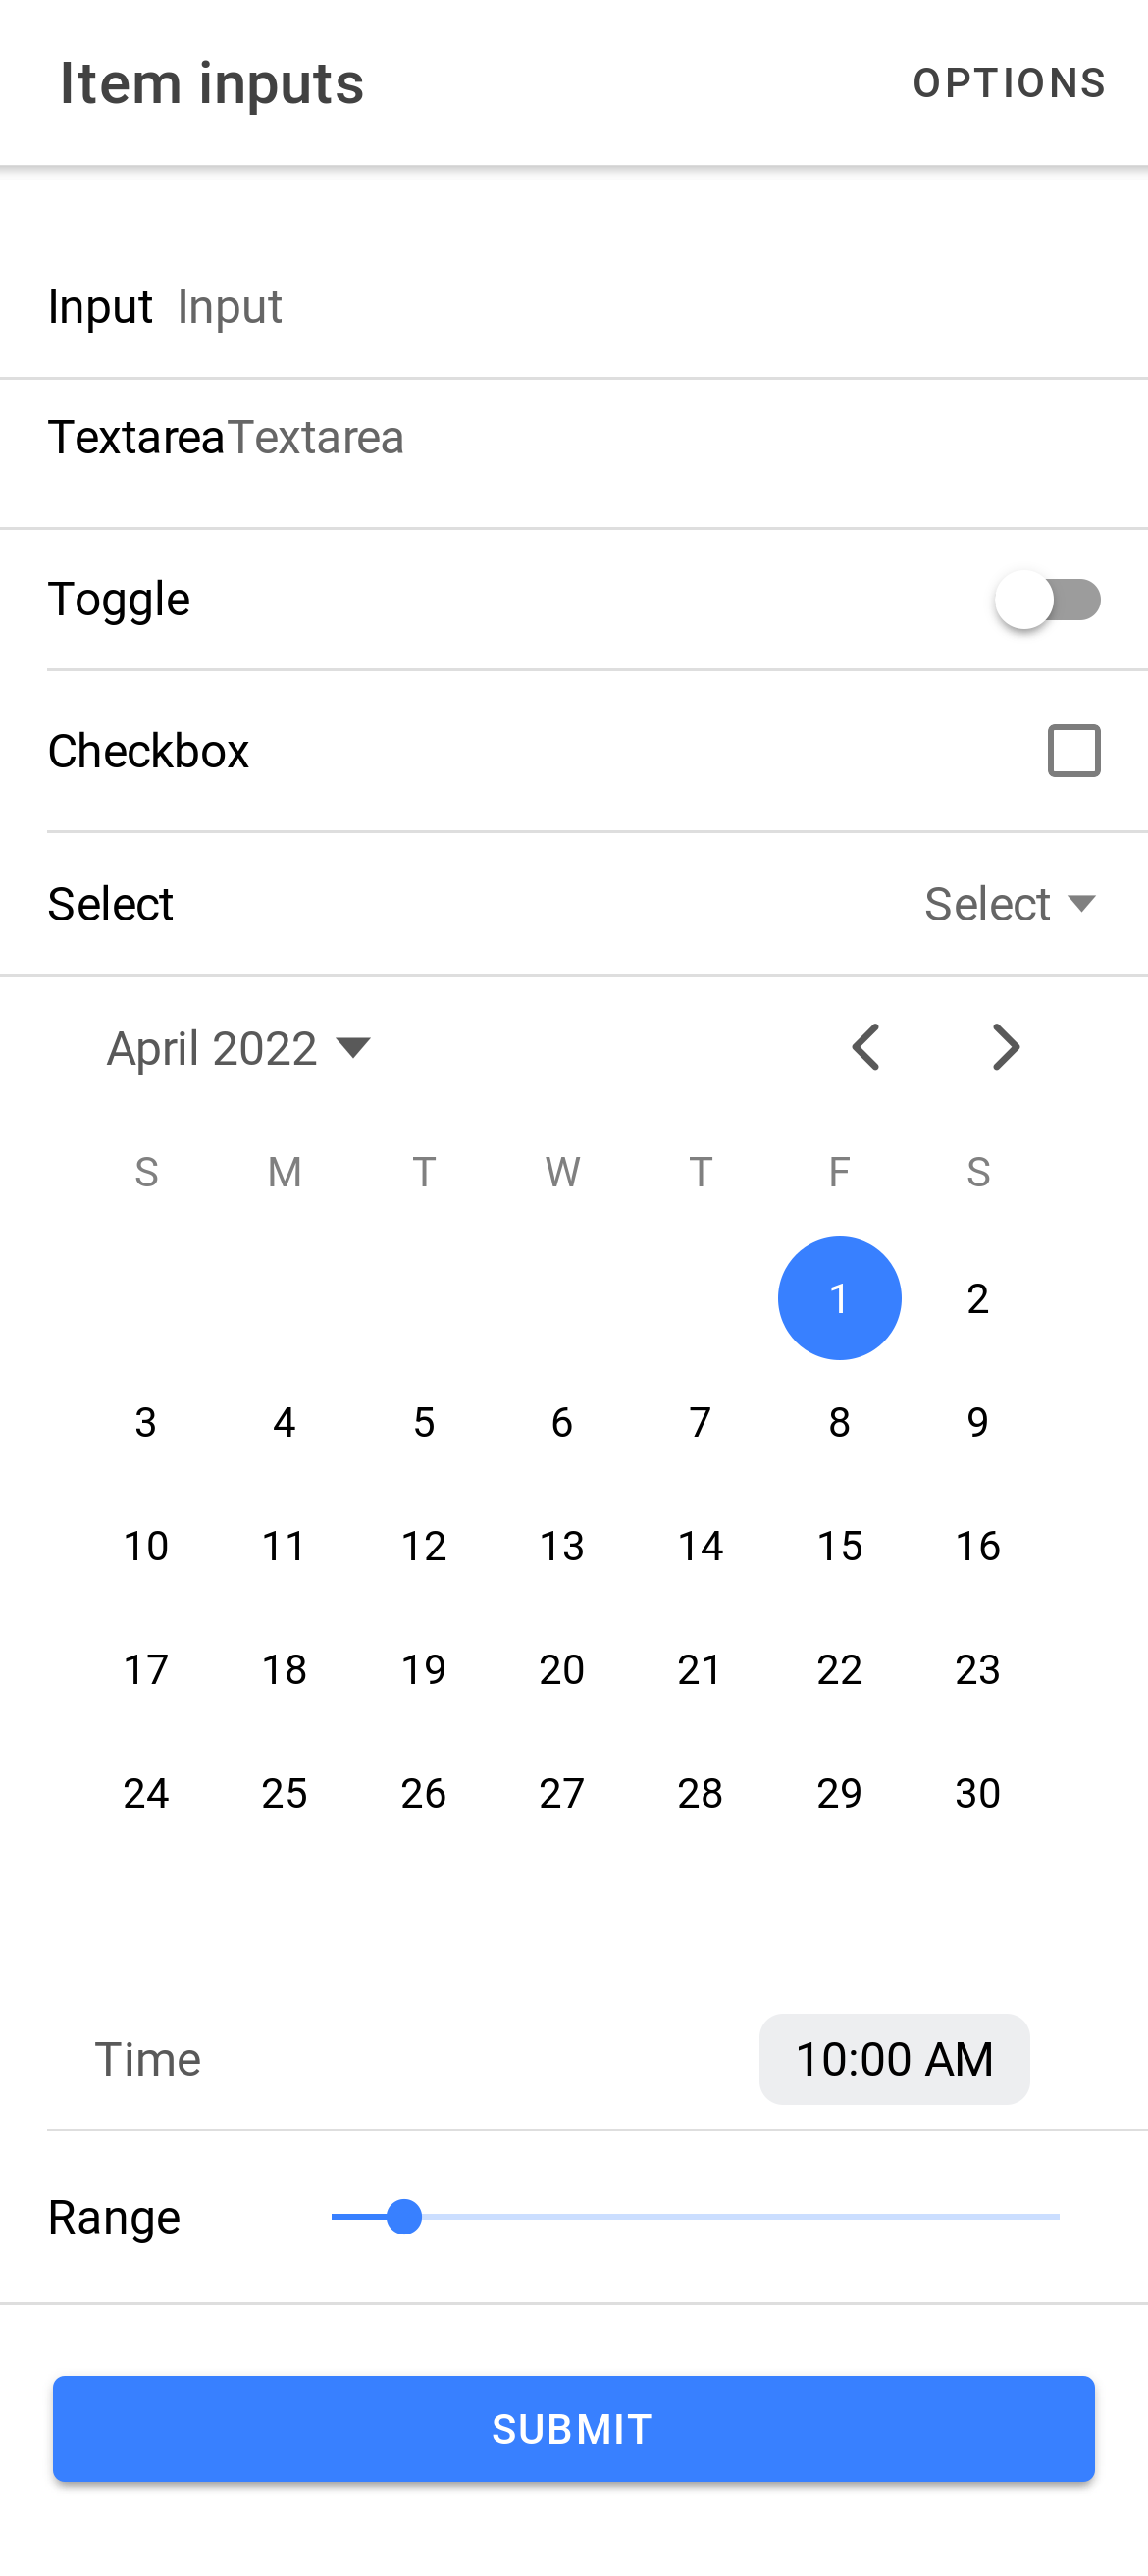 Item inputs OPTIONS
Input Input
Textarea Textarea
Toggle
Checkbox
Select Select
April 2022
S M T W T F S
1 2
3 4 5 6 7 8 9
10 11 12 13 14 15 16
17 18 19 20 21 22 23
24 25 26 27 28 29 30
Time 10:00 AM
Range
SUBMIT